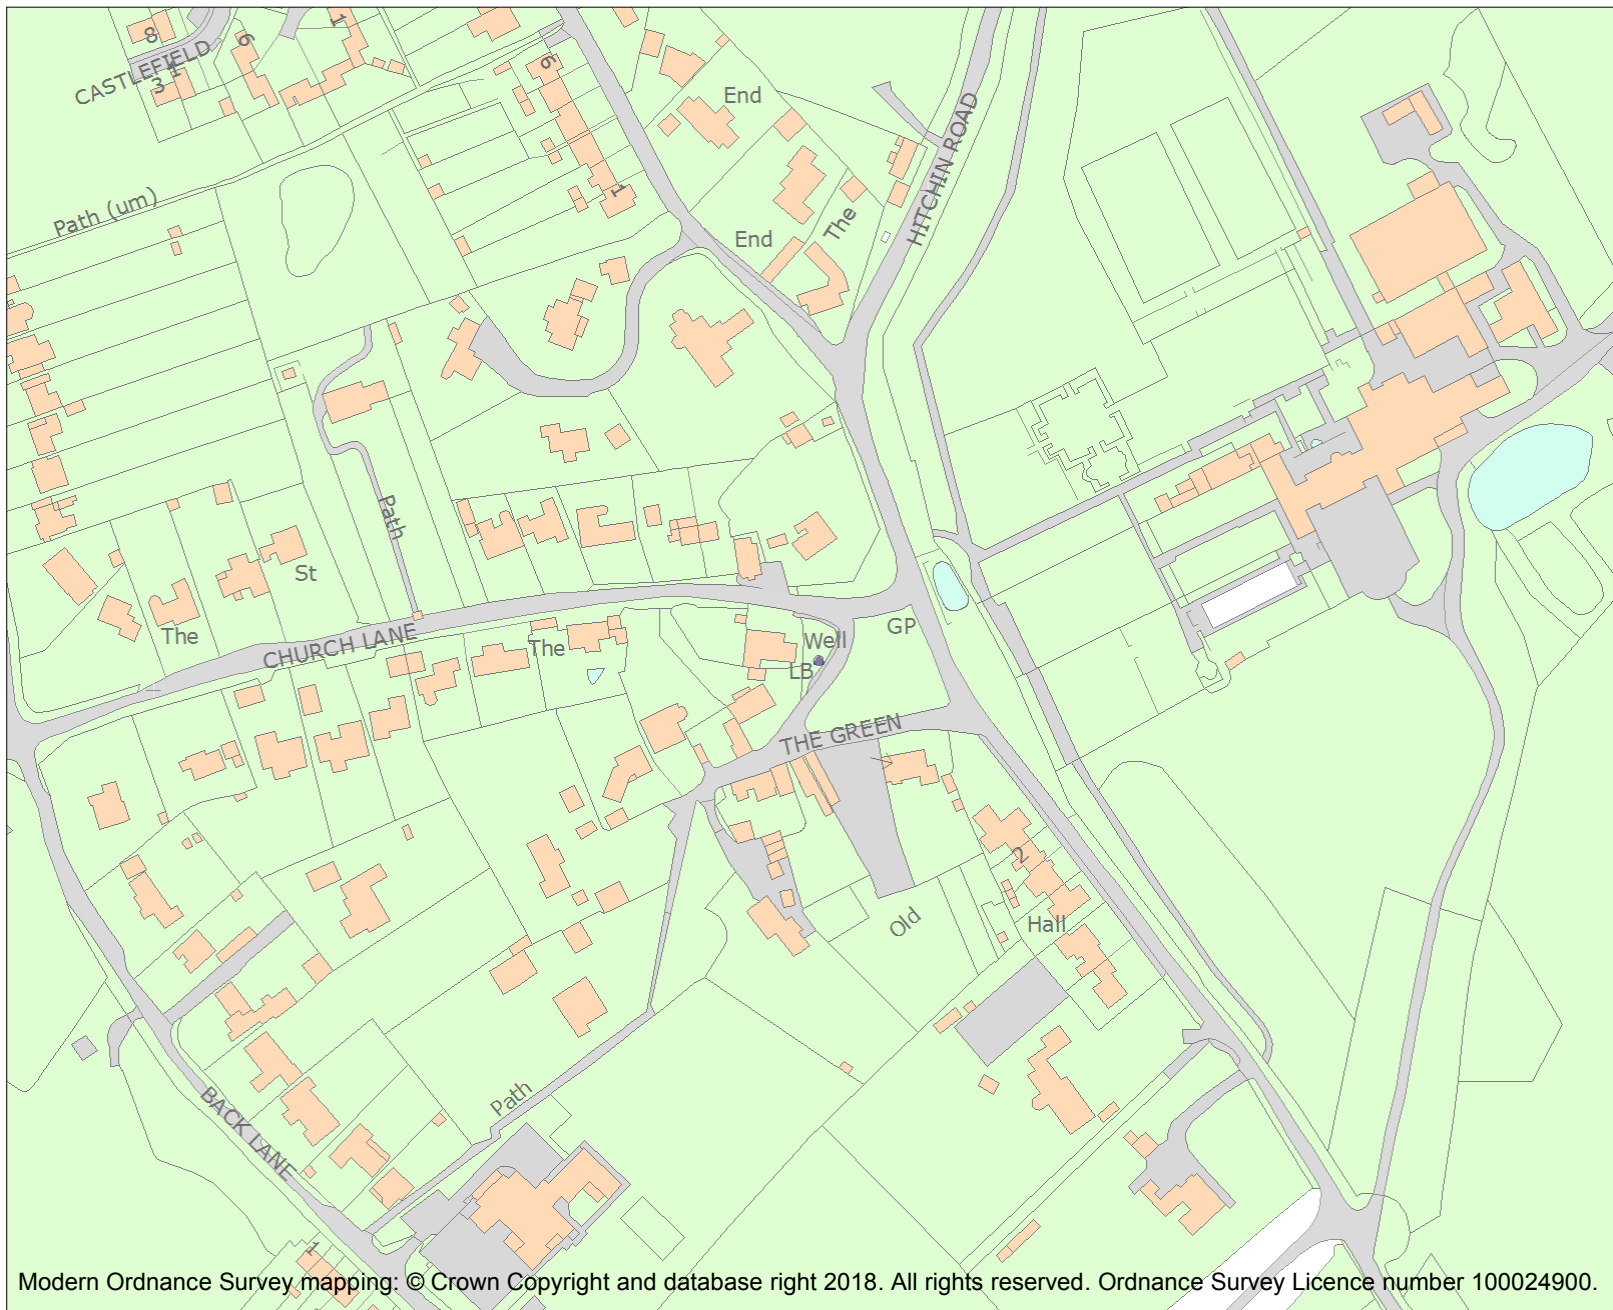 8
6
1
CASTLEFIELD
4
3
6
End
Path (um)
1
The
HITCHIN ROAD
End
Path
St
The
CHURCH LANE
The
GP
Well
LB
THE GREEN
2
Old
Hall
Path
BACK LANE
1
Modern Ordnance Survey mapping: © Crown Copyright and database right 2018. All rights reserved. Ordnance Survey Licence number 100024900.